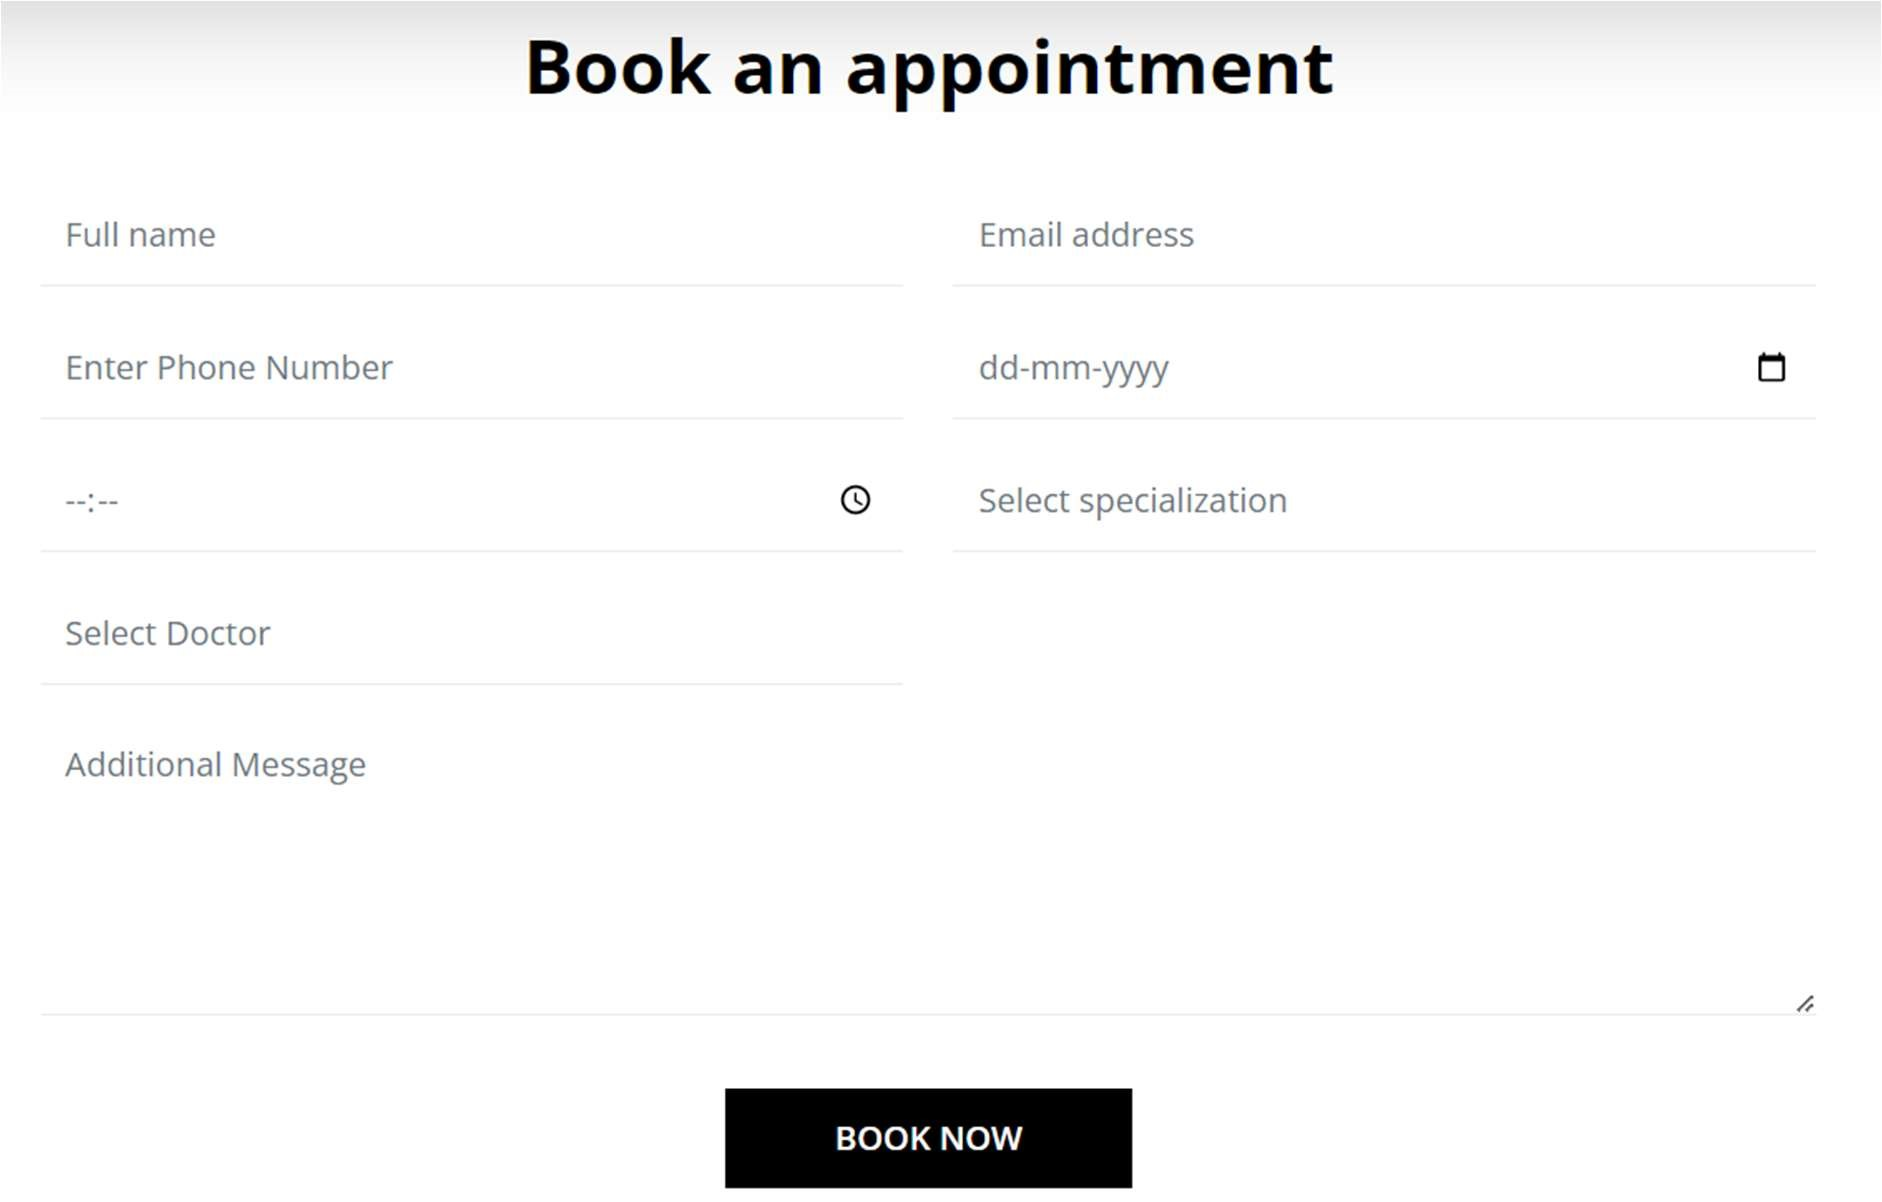 Book an appointment
Full name
Email address
Enter Phone Number
dd-mm-yyyy
--:--
Select specialization
Select Doctor
Additional Message
BOOK NOW